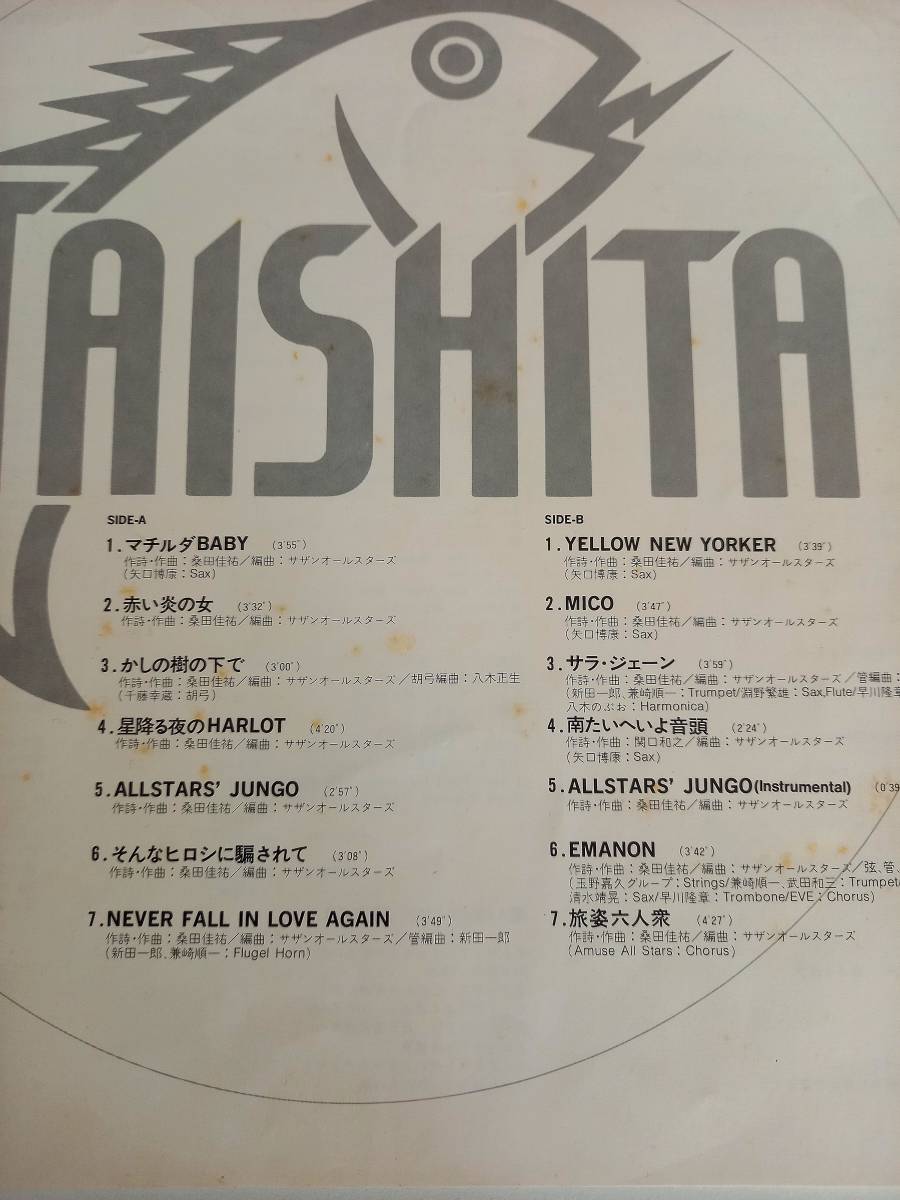 TAISHITA
SIDE-A
1.マチルダBABY (3'55")
作詩・作曲：桑田佳祐／編曲：サザンオールスターズ
(矢口博康：Sax)
2.赤い炎の女 (3'32")
作詩・作曲：桑田佳祐／編曲：サザンオールスターズ
3.かしの樹の下で (3'00")
作詩・作曲：桑田佳祐／編曲：サザンオールスターズ／胡弓編曲：八木正生
(千藤幸蔵：胡弓)
4.星降る夜のHARLOT (4'20")
作詩・作曲：桑田佳祐／編曲：サザンオールスターズ
5.ALLSTARS' JUNGO (2'57")
作詩・作曲：桑田佳祐／編曲：サザンオールスターズ
6.そんなヒロシに騙されて (3'08")
作詩・作曲：桑田佳祐／編曲：サザンオールスターズ
7.NEVER FALL IN LOVE AGAIN (3'49")
作詩・作曲：桑田佳祐／編曲：サザンオールスターズ／管編曲：新田一郎
(新田一郎、兼崎順一：Flugel Horn)
SIDE-B
1.YELLOW NEW YORKER (3'39")
作詩・作曲：桑田佳祐／編曲：サザンオールスターズ
(矢口博康：Sax)
2.MICO (3'47")
作詩・作曲：桑田佳祐／編曲：サザンオールスターズ
(矢口博康：Sax)
3.サラ・ジェーン (3'59")
作詩・作曲：桑田佳祐／編曲：サザンオールスターズ／管編曲：
(新田一郎、兼崎順一：Trumpet/淵野繁雄：Sax,Flute/早川隆章
八木のぶお：Harmonica)
4.南たいへいよ音頭 (2'24")
作詩・作曲：関口和之／編曲：サザンオールスターズ
(矢口博康：Sax)
5.ALLSTARS' JUNGO(Instrumental) (0'39
作詩・作曲：桑田佳祐／編曲：サザンオールスターズ
6.EMANON (3'42")
作詩・作曲：桑田佳祐／編曲：サザンオールスターズ／弦、管、
(玉野嘉久グループ：Strings/兼崎順一、武田和三：Trumpet/
清水靖晃：Sax/早川隆章：Trombone/EVE：Chorus)
7.旅姿六人衆 (4'27")
作詩・作曲：桑田佳祐／編曲：サザンオールスターズ
(Amuse All Stars：Chorus)